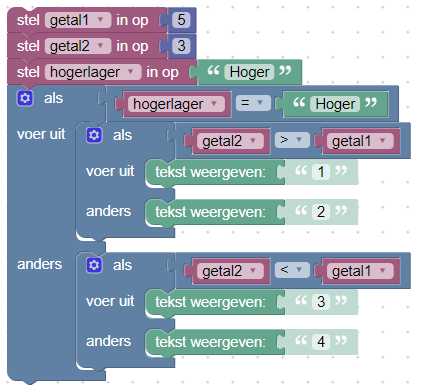 stel getal1 in op 5
stel getal2 in op 3
stel hogerlager in op “ Hoger ”
als hogerlager = “ Hoger ”
voer uit als getal2 > getal1
voer uit tekst weergeven: “ 1 ”
anders tekst weergeven: “ 2 ”
anders als getal2 < getal1
voer uit tekst weergeven: “ 3 ”
anders tekst weergeven: “ 4 ”